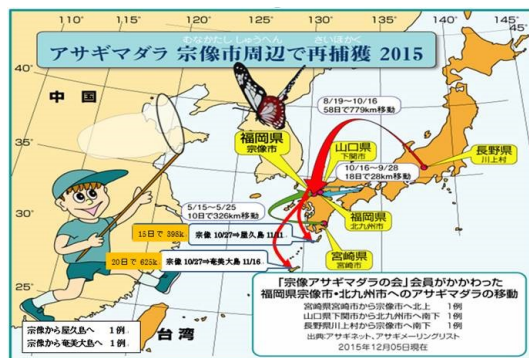 むなかたし しゅうへん さいほかく
アサギマダラ 宗像市周辺で再捕獲 2015
中国
40°
35°
30°
25°
120°
125°
130°
135°
140°
145°
8/19~10/16
58日で779km移動
福岡県
宗像市
山口県
下関市
長野県
川上村
10/16~9/28
18日で28km移動
5/15~5/25
10日で326km移動
福岡県
北九州市
15日で 398k
宗像 10/27⇒屋久島 11/11
宮崎県
宮崎市
20日で 625k
宗像 10/27⇒奄美大島 11/16
台湾
宗像から屋久島へ 1例
宗像から奄美大島へ 1例
「宗像アサギマダラの会」会員がかかわった
福岡県宗像市・北九州市へのアサギマダラの移動
宮崎県宮崎市から宗像市へ北上 1例
山口県下関市から北九州市へ南下 1例
長野県川上村から宗像市へ南下 1例
出典:アサギネット、アサギメーリングリスト
2015年12月05日現在